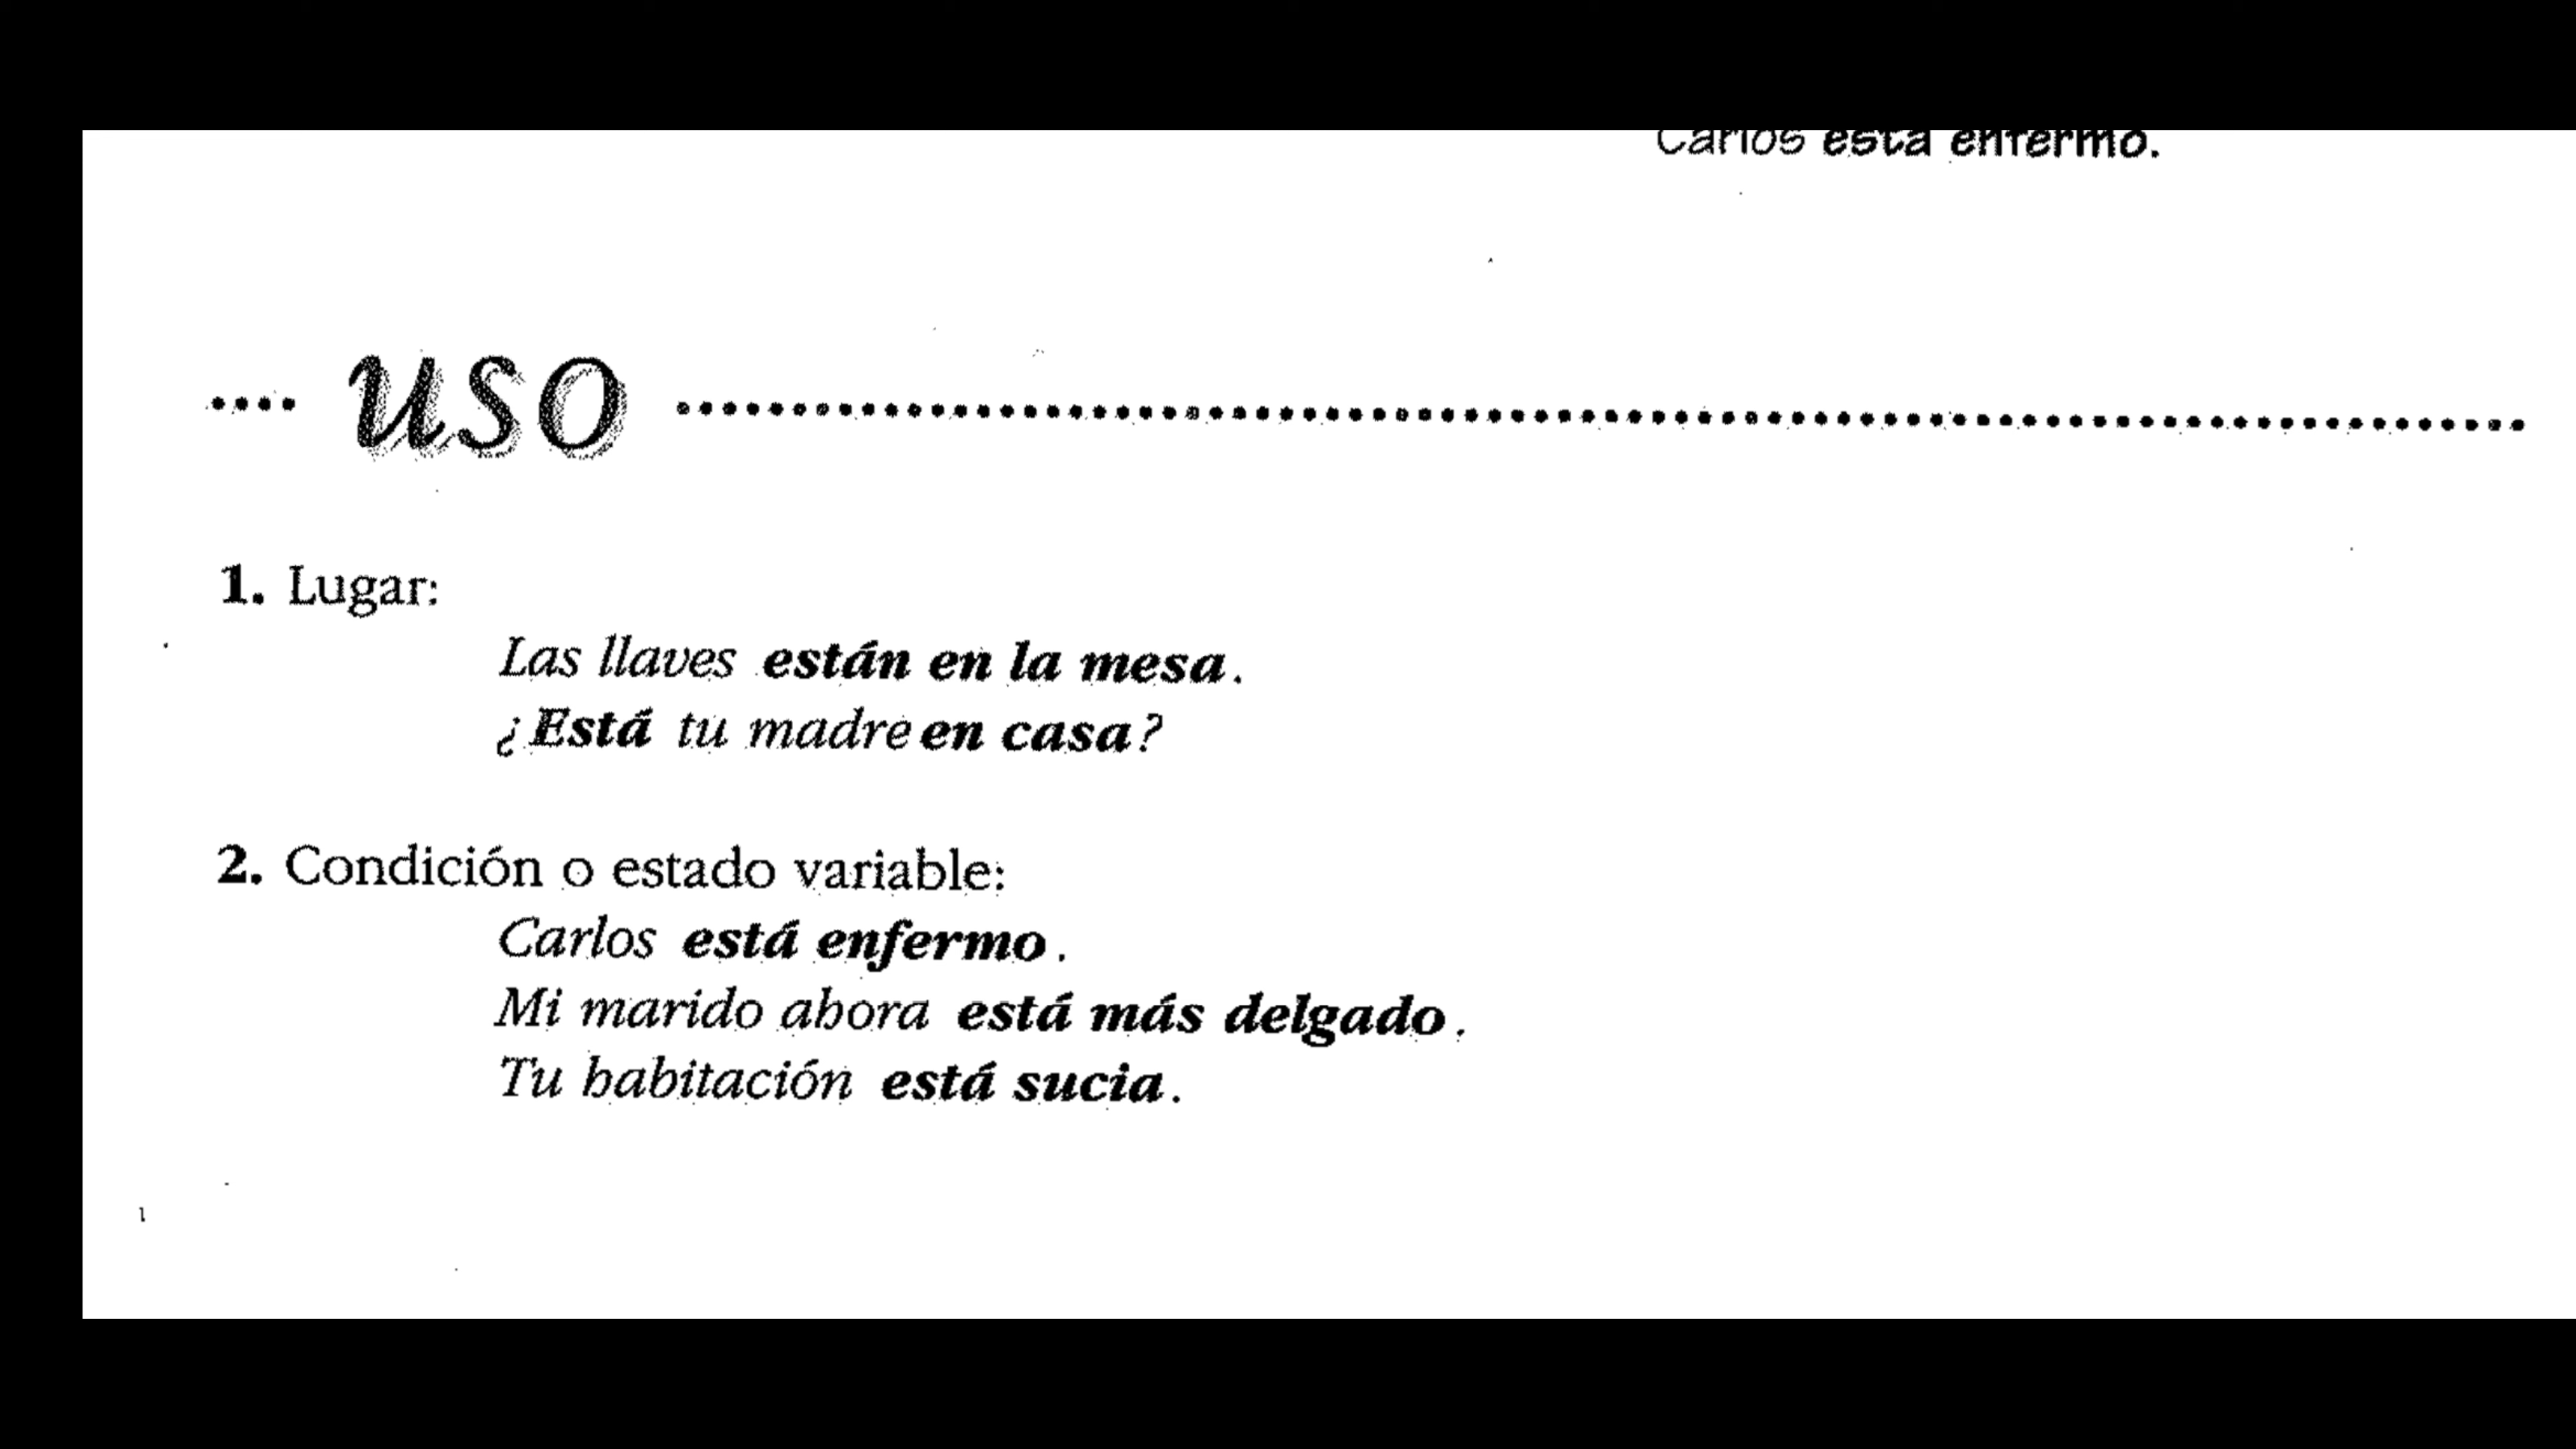 Carlos está enfermo.
uso
1. Lugar:
Las llaves están en la mesa.
¿Está tu madre en casa?
2. Condición o estado variable:
Carlos está enfermo.
Mi marido ahora está más delgado.
Tu habitación está sucia.